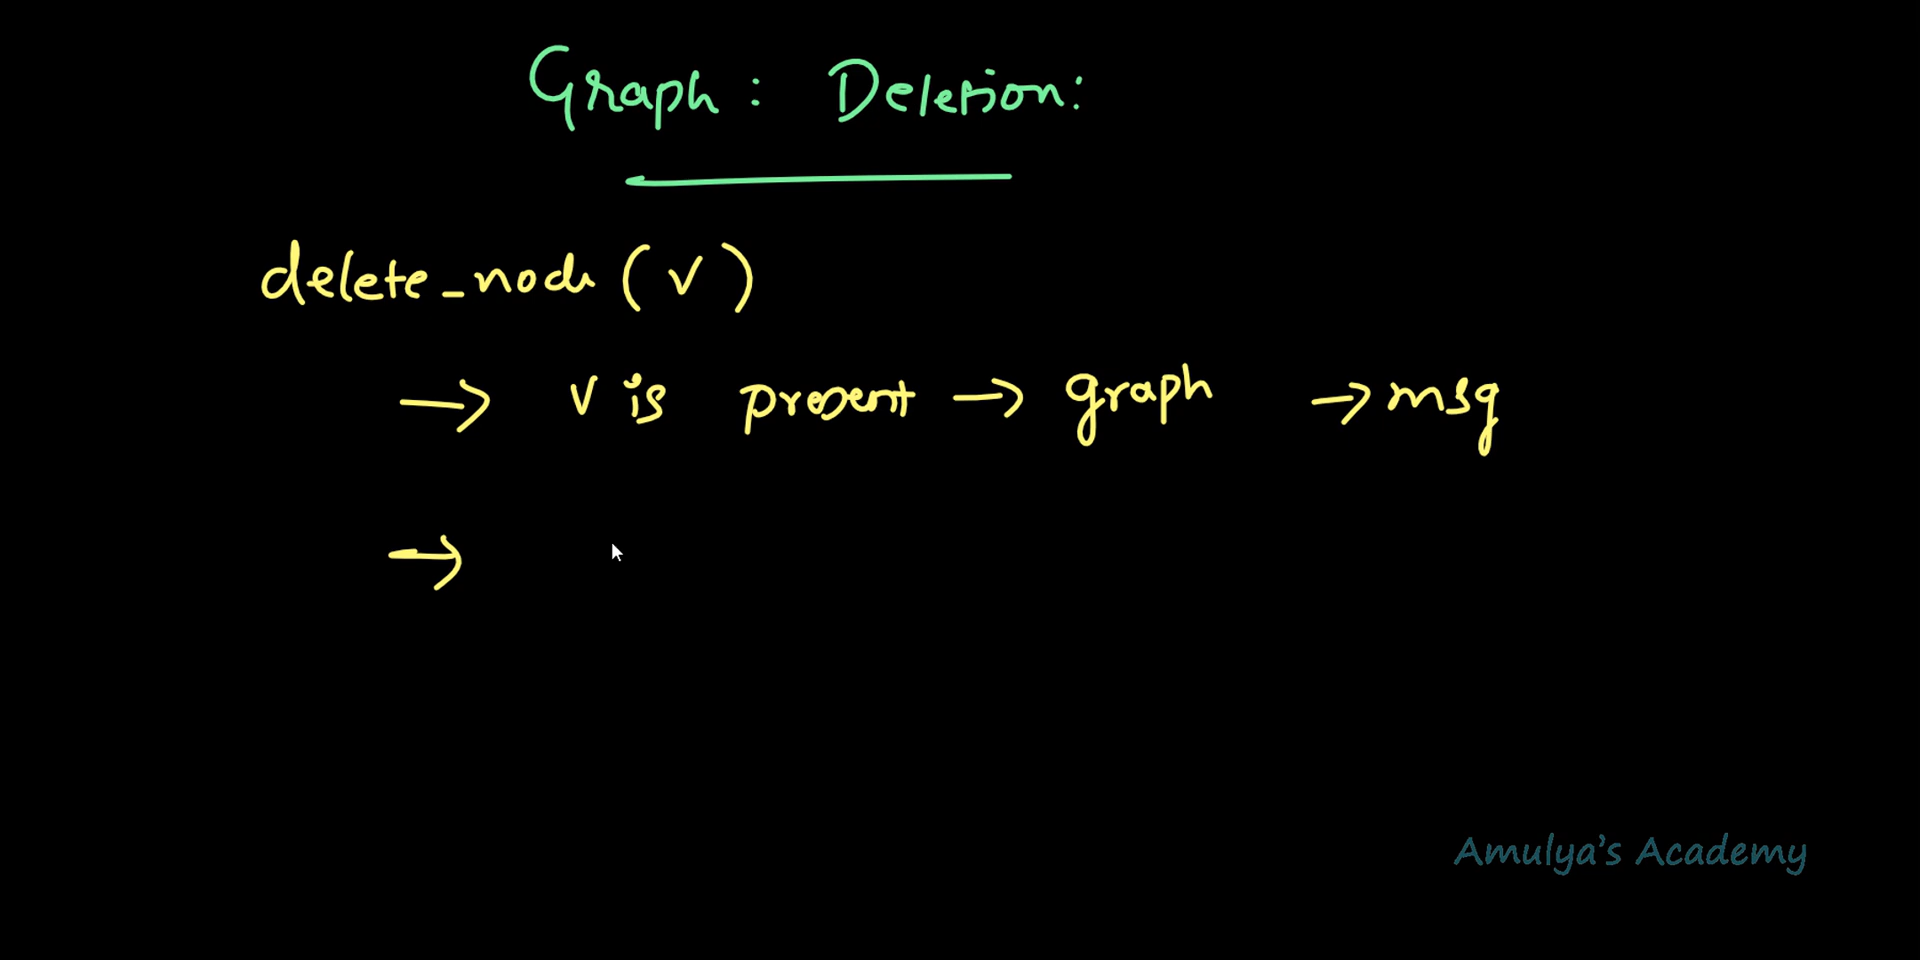 Graph : Deletion:
delete_node (v)
→ v is present → graph → msg
→
Amulya's Academy